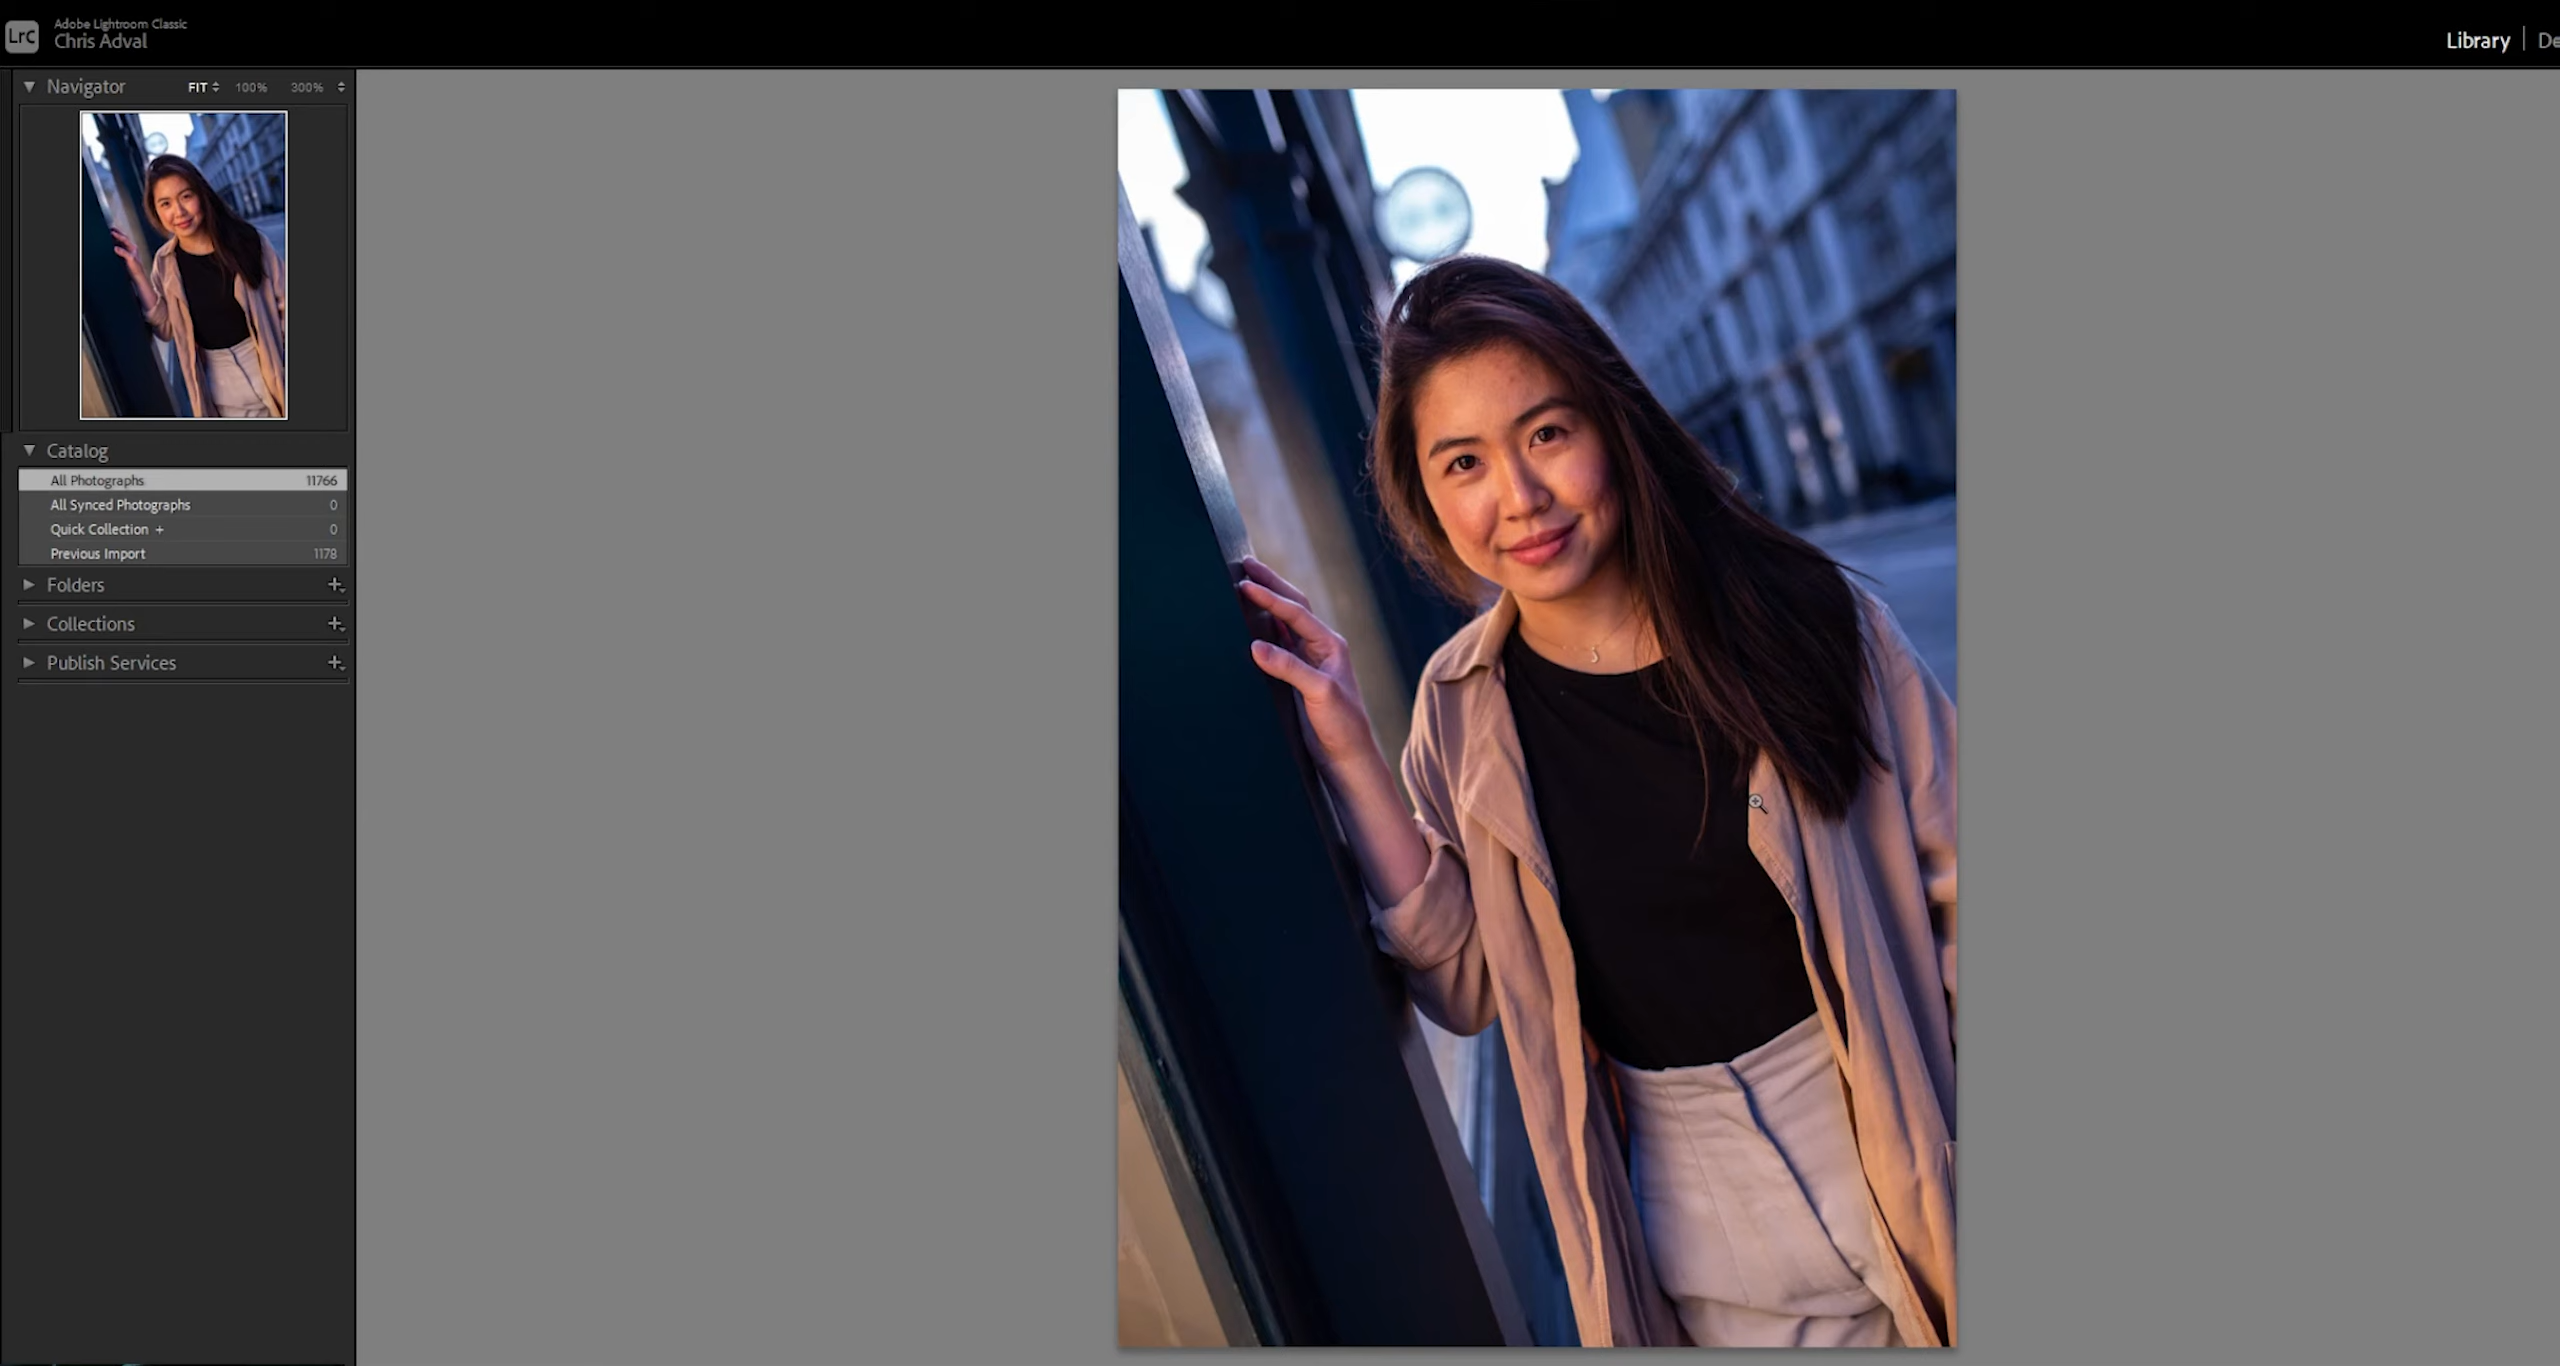 LrC
Adobe Lightroom Classic
Chris Adval
Library
Navigator FIT 100% 300%
Catalog
All Photographs 11766
All Synced Photographs 0
Quick Collection + 0
Previous Import 1178
Folders
Collections
Publish Services